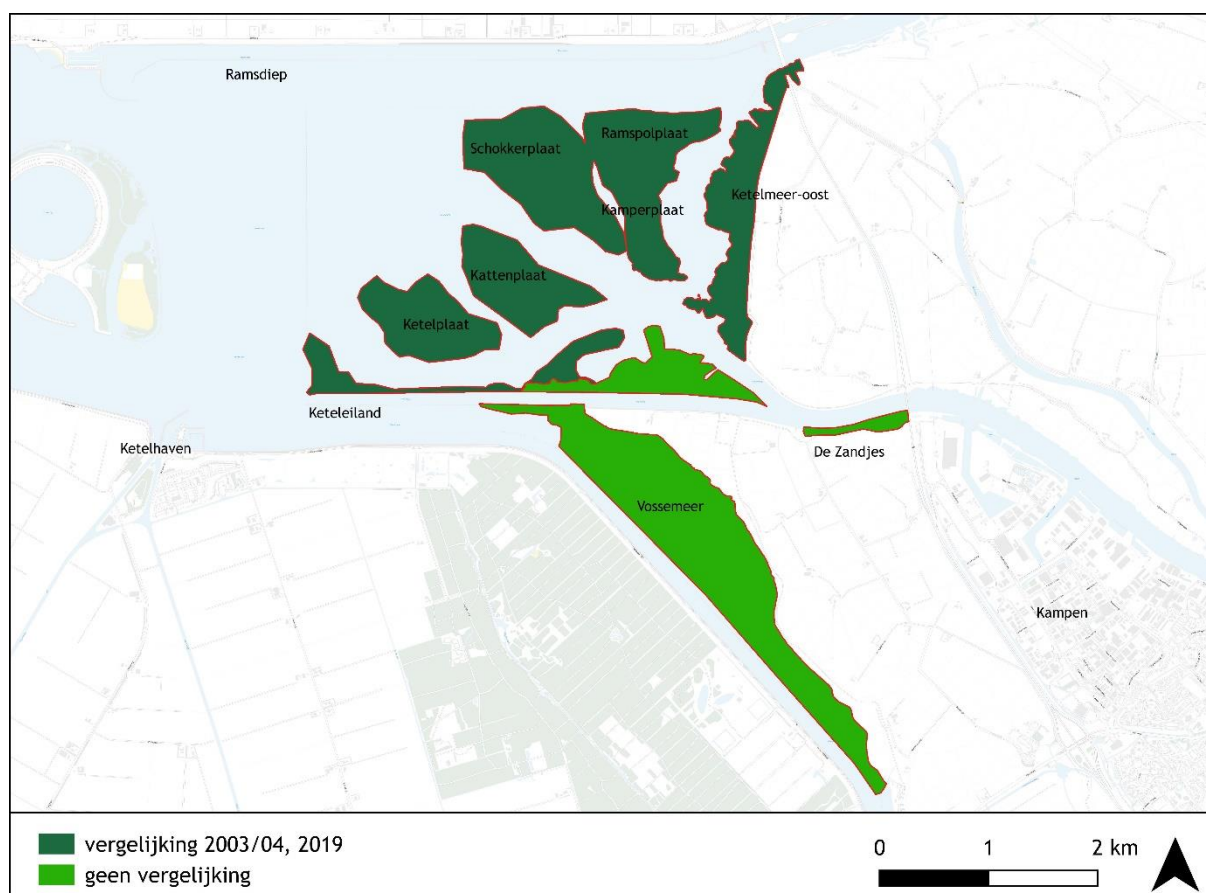 Ramsdiep
Schokkerplaat
Ramspolplaat
Ketelmeer-oost
Kamperplaat
Kattenplaat
Ketelplaat
Keteleiland
Ketelhaven
De Zandjes
Vossemeer
Kampen
vergelijking 2003/04, 2019
geen vergelijking
0 1 2 km